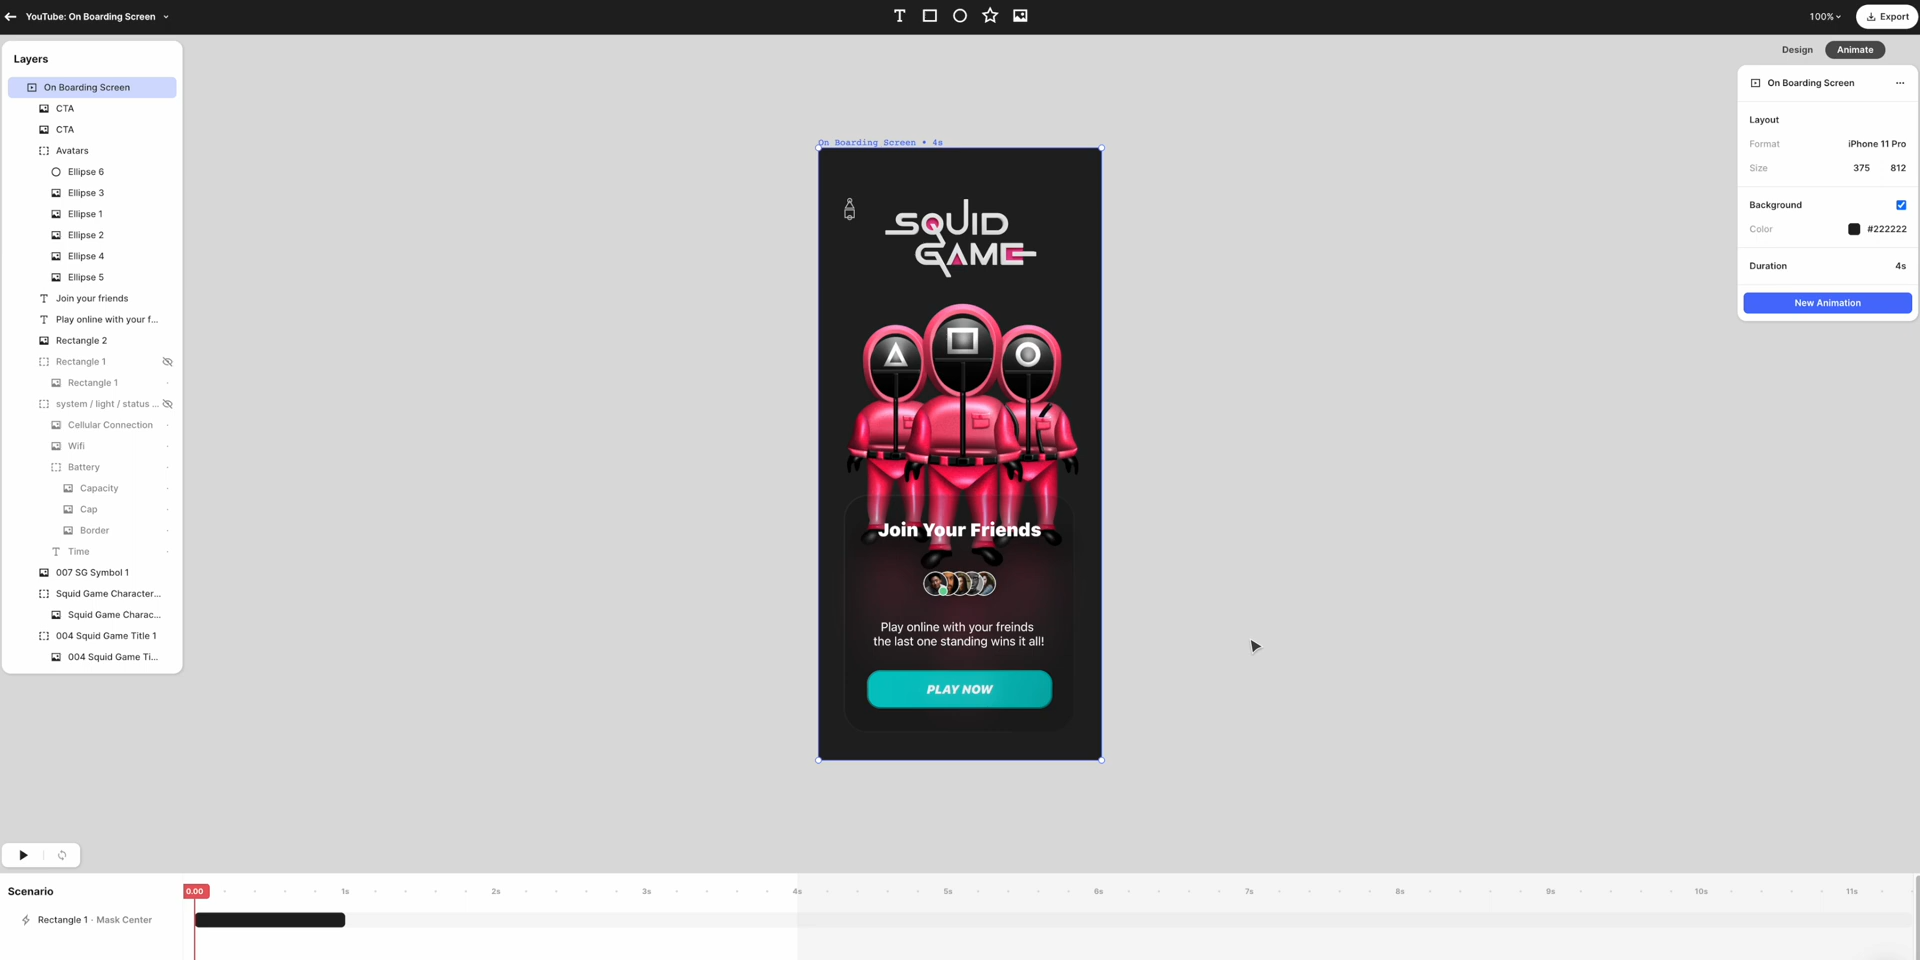 YouTube: On Boarding Screen
100%
Export
Layers
Design
Animate
On Boarding Screen
CTA
CTA
Avatars
Ellipse 6
Ellipse 3
Ellipse 1
Ellipse 2
Ellipse 4
Ellipse 5
Join your friends
Play online with your f...
Rectangle 2
Rectangle 1
Rectangle 1
system / light / status ...
Cellular Connection
Wifi
Battery
Capacity
Cap
Border
Time
007 SG Symbol 1
Squid Game Character...
Squid Game Charac...
004 Squid Game Title 1
004 Squid Game Ti...
On Boarding Screen • 4s
SQUID
GAME
Join Your Friends
Play online with your freinds
the last one standing wins it all!
PLAY NOW
On Boarding Screen
Layout
Format iPhone 11 Pro
Size 375 812
Background
Color #222222
Duration 4s
New Animation
Scenario
0.00 1s 2s 3s 4s 5s 6s 7s 8s 9s 10s 11s
Rectangle 1 · Mask Center